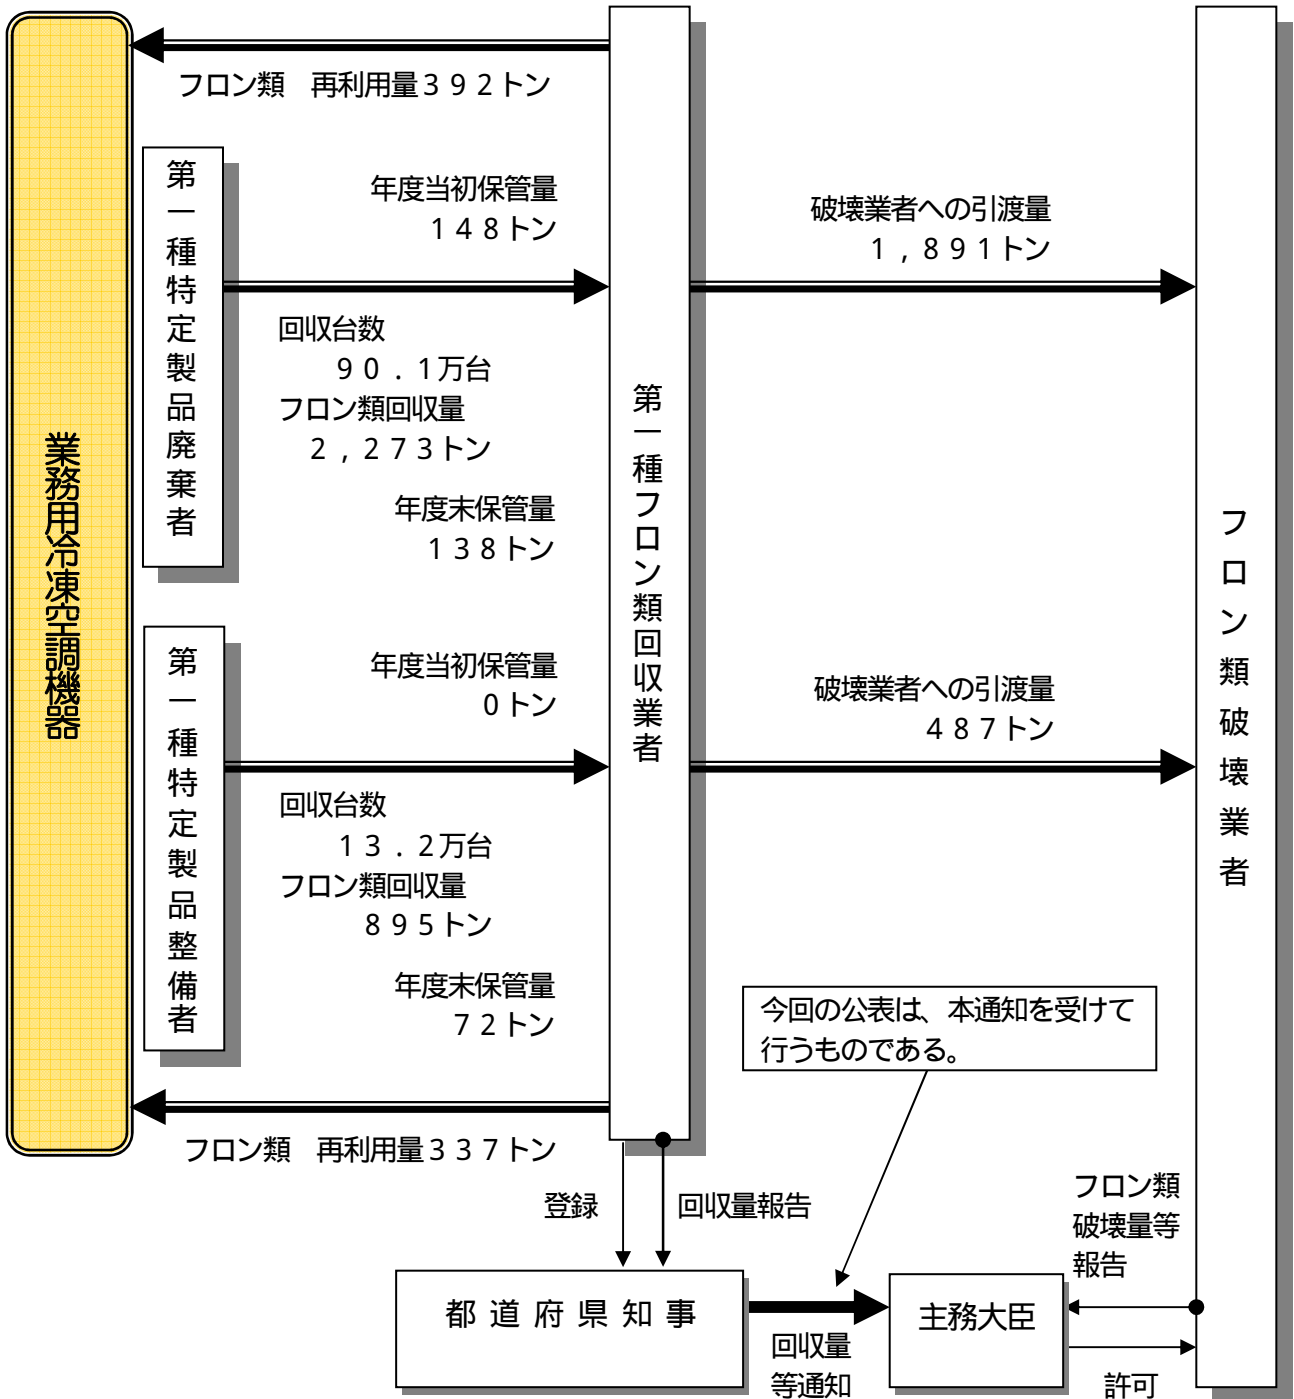 業務用冷凍空調機器
フロン類　再利用量３９２トン
第一種特定製品廃棄者
年度当初保管量
１４８トン
回収台数
９０．１万台
フロン類回収量
２，２７３トン
年度末保管量
１３８トン
第一種特定製品整備者
年度当初保管量
０トン
回収台数
１３．２万台
フロン類回収量
８９５トン
年度末保管量
７２トン
フロン類　再利用量３３７トン
第一種フロン類回収業者
破壊業者への引渡量
１，８９１トン
破壊業者への引渡量
４８７トン
フロン類破壊業者
今回の公表は、本通知を受けて
行うものである。
登録
回収量報告
都道府県知事
回収量
等通知
主務大臣
フロン類
破壊量等
報告
許可